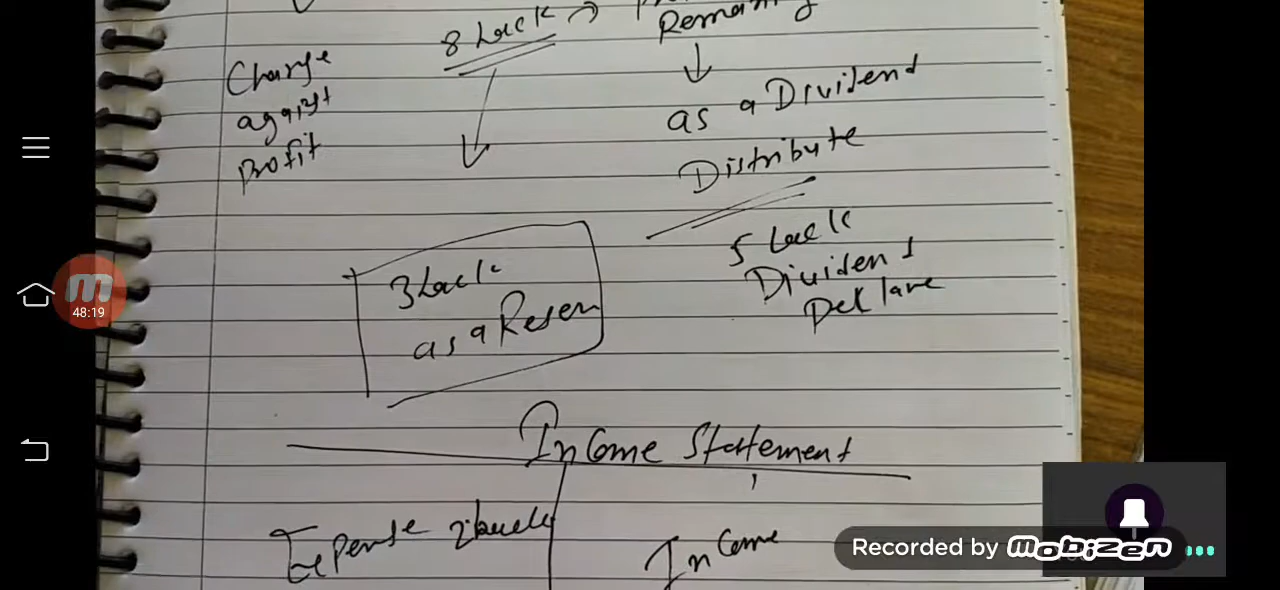 8 Lack
Remaining
Charge
against
Profit
as a Dividend
Distribute
5 Lack
Dividend
Declare
3 Lack
as a Reserv
48:19
InCome Statement
Expense 2 Lack
InCome
Recorded by mobizen